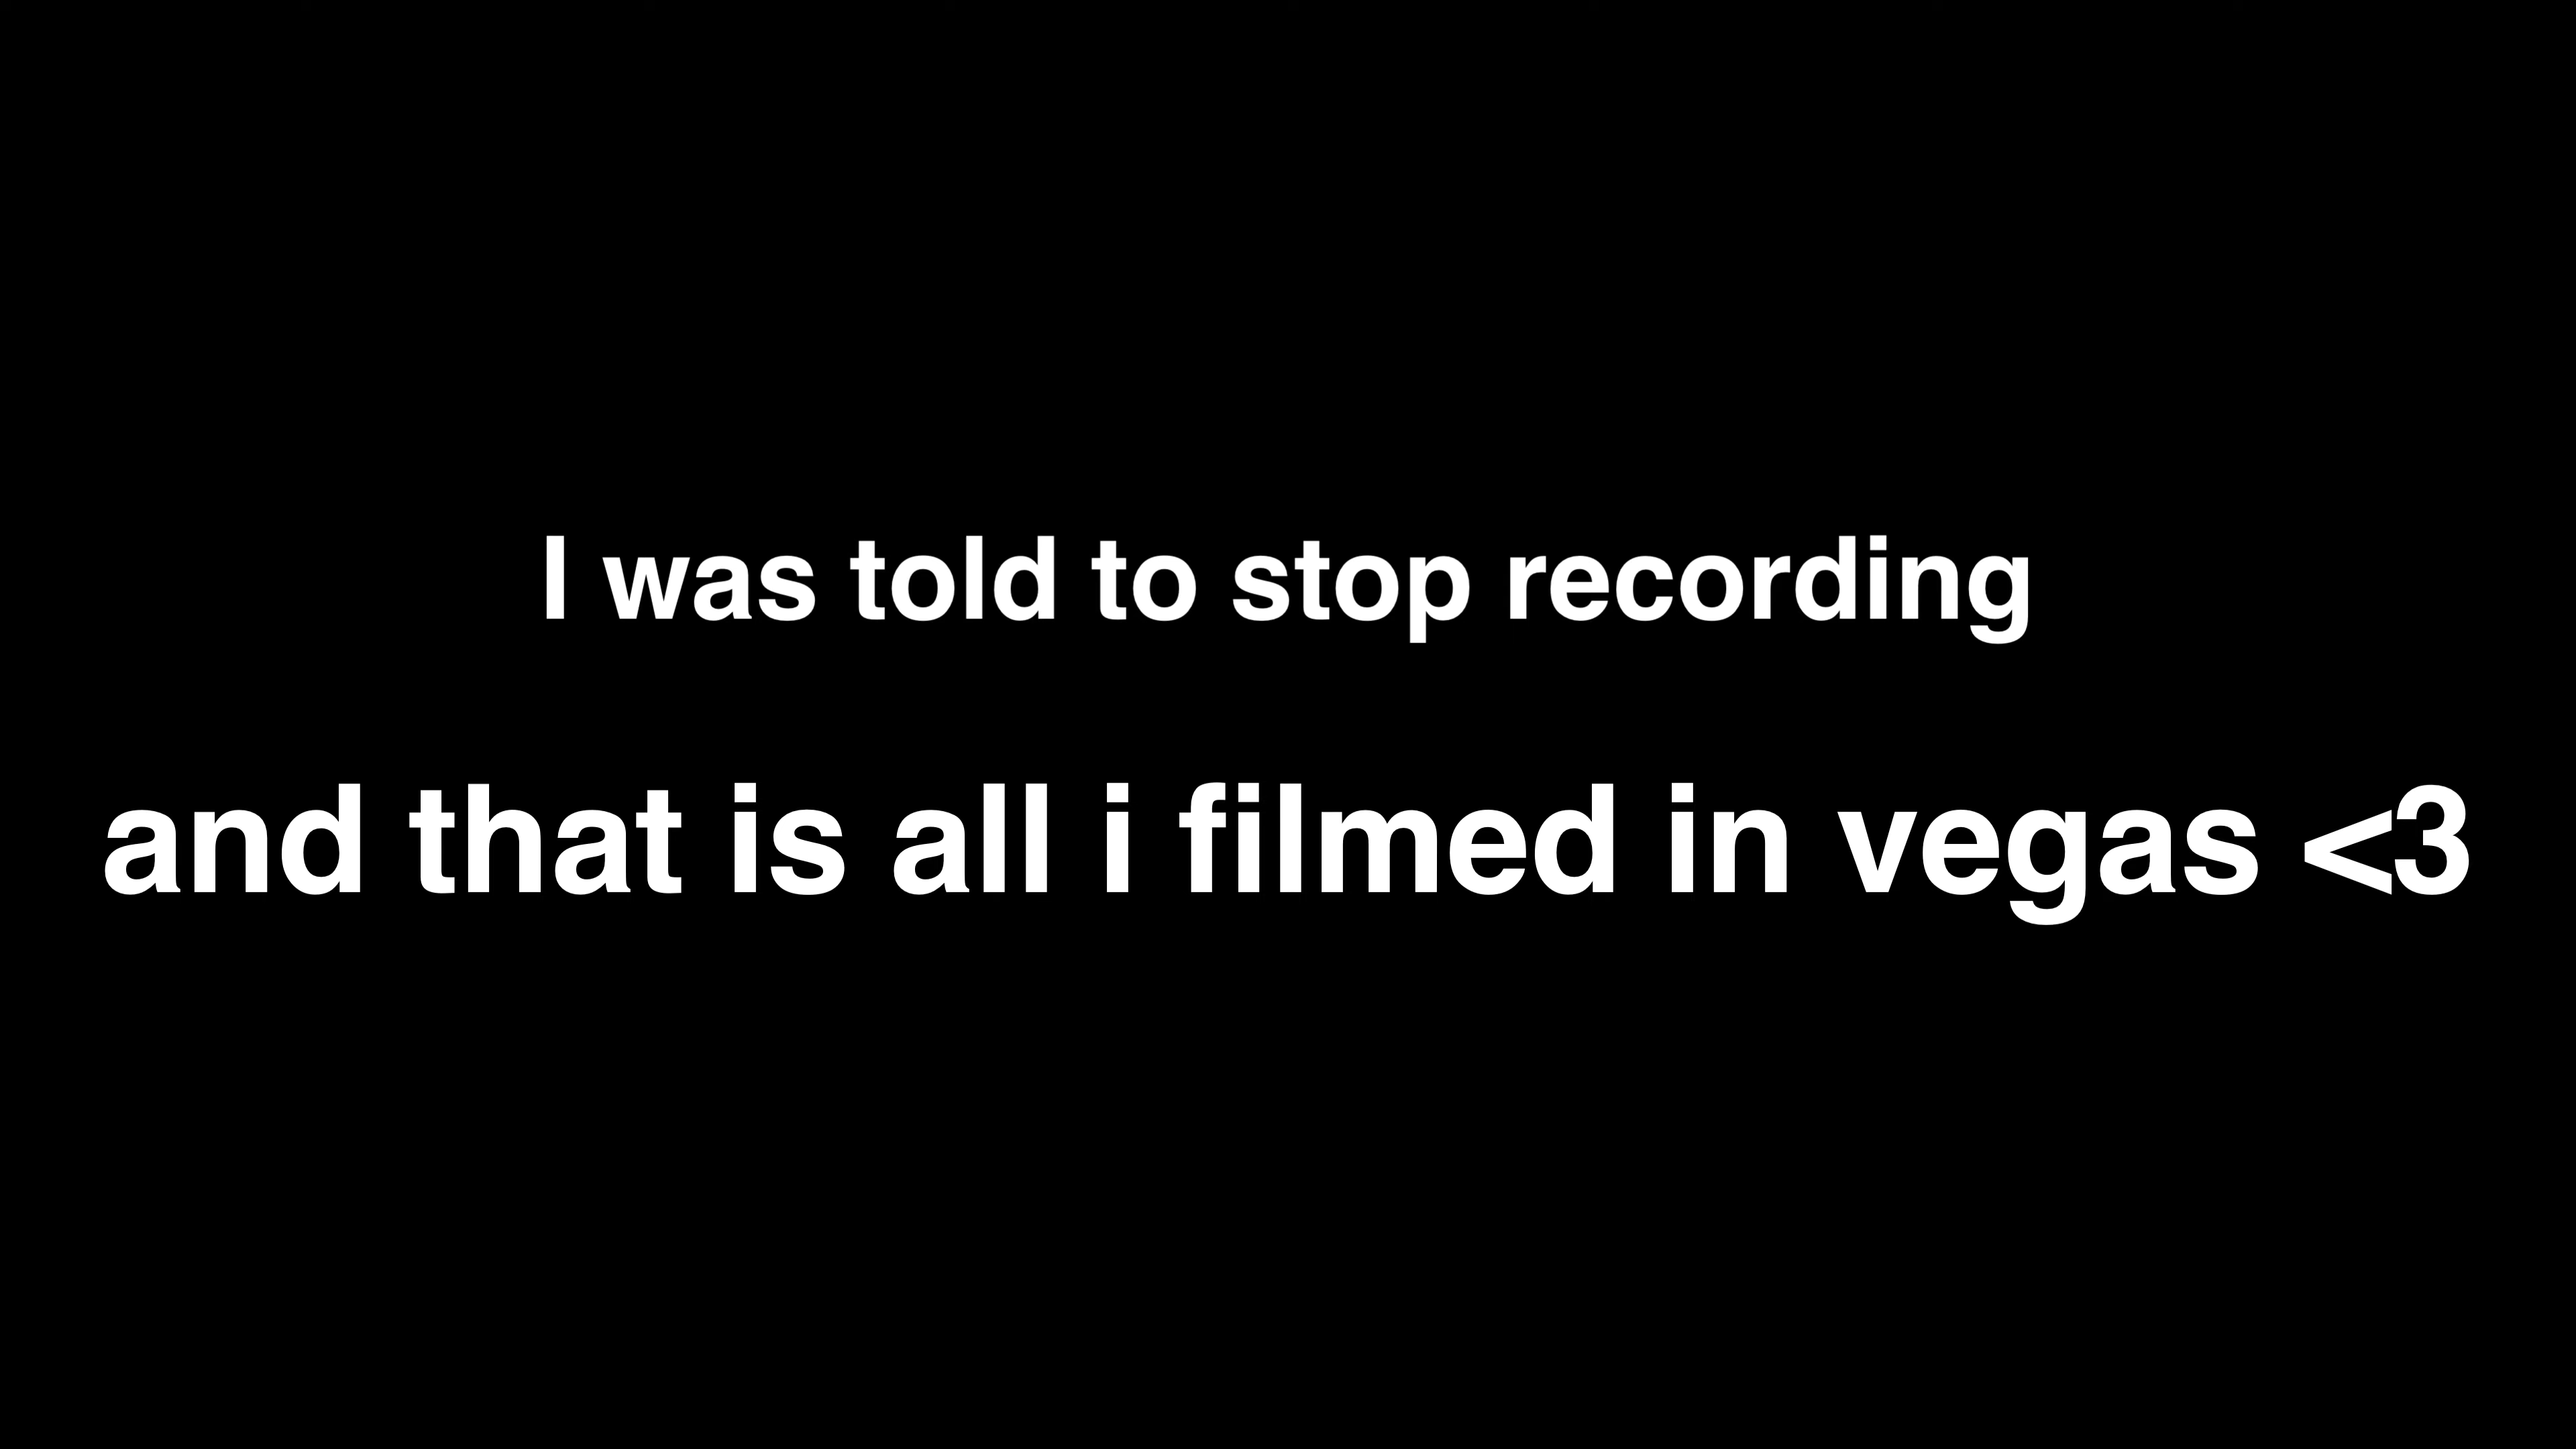 I was told to stop recording
and that is all i filmed in vegas <3